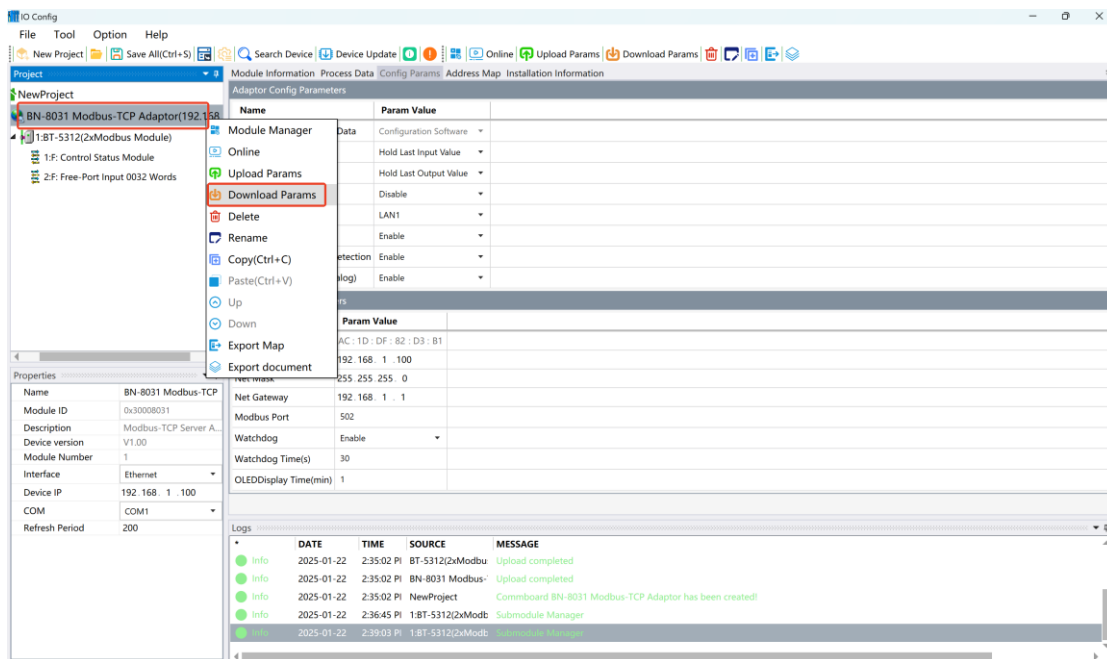 IO Config
File Tool Option Help
New Project Save All(Ctrl+S) Search Device Device Update Online Upload Params Download Params
Project
NewProject
BN-8031 Modbus-TCP Adaptor(192.168
1:BT-5312(2xModbus Module)
1:F: Control Status Module
2:F: Free-Port Input 0032 Words
Module Manager
Online
Upload Params
Download Params
Delete
Rename
Copy(Ctrl+C)
Paste(Ctrl+V)
Up
Down
Export Map
Export document
Module Information Process Data Config Params Address Map Installation Information
Adaptor Config Parameters
Name Param Value
Data Configuration Software
Hold Last Input Value
Hold Last Output Value
Disable
LAN1
Enable
etection Enable
alog) Enable
rs
Param Value
AC : 1D : DF : 82 : D3 : B1
192 . 168 . 1 . 100
Net Mask 255 . 255 . 255 . 0
Net Gateway 192 . 168 . 1 . 1
Modbus Port 502
Watchdog Enable
Watchdog Time(s) 30
OLEDDisplay Time(min) 1
Properties
Name BN-8031 Modbus-TCP
Module ID 0x30008031
Description Modbus-TCP Server A...
Device version V1.00
Module Number 1
Interface Ethernet
Device IP 192 . 168 . 1 . 100
COM COM1
Refresh Period 200
Logs
* DATE TIME SOURCE MESSAGE
Info 2025-01-22 2:35:02 PI BT-5312(2xModbu: Upload completed
Info 2025-01-22 2:35:02 PI BN-8031 Modbus-' Upload completed
Info 2025-01-22 2:35:02 PI NewProject Commboard BN-8031 Modbus-TCP Adaptor has been created!
Info 2025-01-22 2:36:45 PI 1:BT-5312(2xModb Submodule Manager
Info 2025-01-22 2:39:03 PI 1:BT-5312(2xModb Submodule Manager